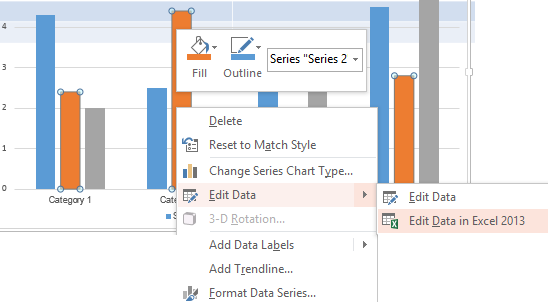 4
3
2
1
0
Category 1
Cate
S
Fill
Outline
Series "Series 2
Delete
Reset to Match Style
Change Series Chart Type...
Edit Data
3-D Rotation...
Add Data Labels
Add Trendline...
Format Data Series...
Edit Data
Edit Data in Excel 2013